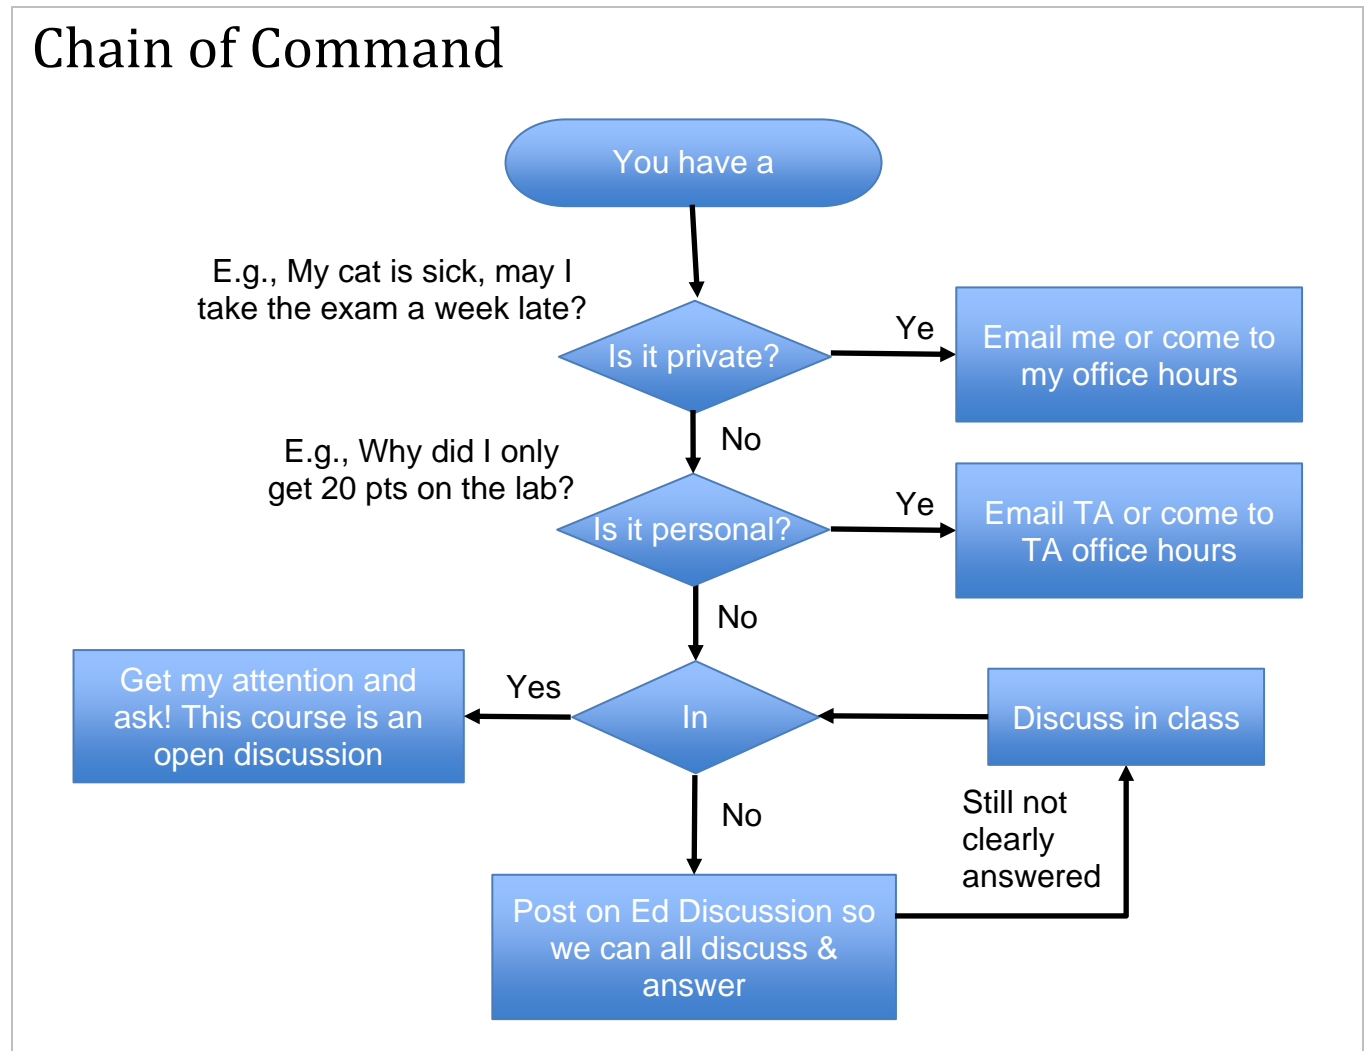 Chain of Command
You have a
E.g., My cat is sick, may I
take the exam a week late?
Is it private?
Ye
Email me or come to
my office hours
No
E.g., Why did I only
get 20 pts on the lab?
Is it personal?
Ye
Email TA or come to
TA office hours
No
Get my attention and
ask! This course is an
open discussion
Yes
In
Discuss in class
No
Still not
clearly
answered
Post on Ed Discussion so
we can all discuss &
answer